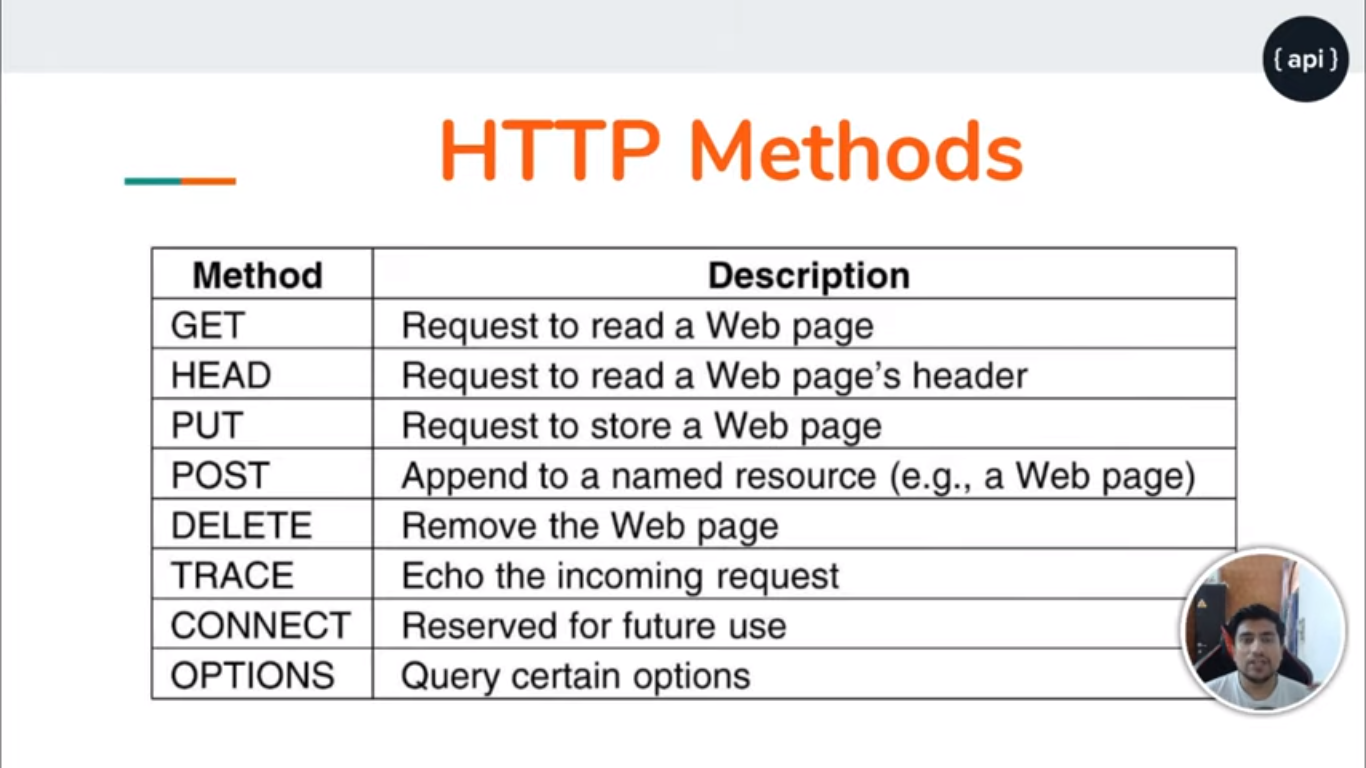 { api }
HTTP Methods
Method Description
GET Request to read a Web page
HEAD Request to read a Web page’s header
PUT Request to store a Web page
POST Append to a named resource (e.g., a Web page)
DELETE Remove the Web page
TRACE Echo the incoming request
CONNECT Reserved for future use
OPTIONS Query certain options